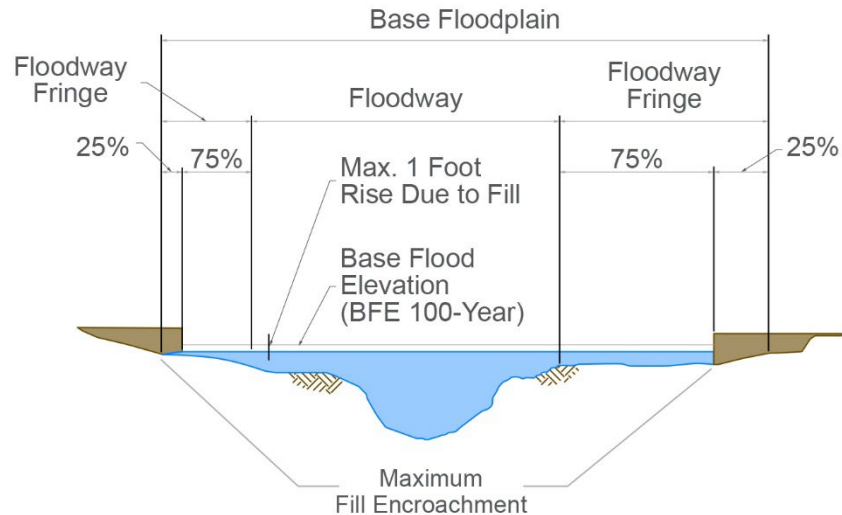 Base Floodplain
Floodway
Fringe
Floodway
Floodway
Fringe
25%
75%
Max. 1 Foot
Rise Due to Fill
75%
25%
Base Flood
Elevation
(BFE 100-Year)
Maximum
Fill Encroachment